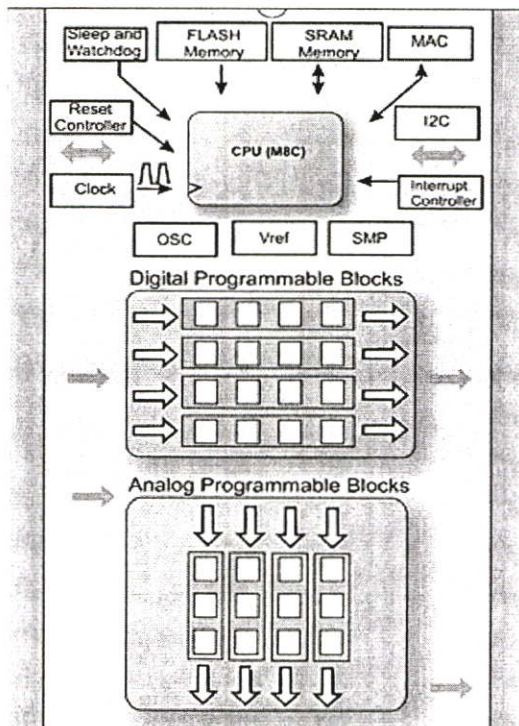 Sleep and
Watchdog
FLASH
Memory
SRAM
Memory
MAC
Reset
Controller
CPU (M8C)
I2C
Clock
Interrupt
Controller
OSC
Vref
SMP
Digital Programmable Blocks
Analog Programmable Blocks